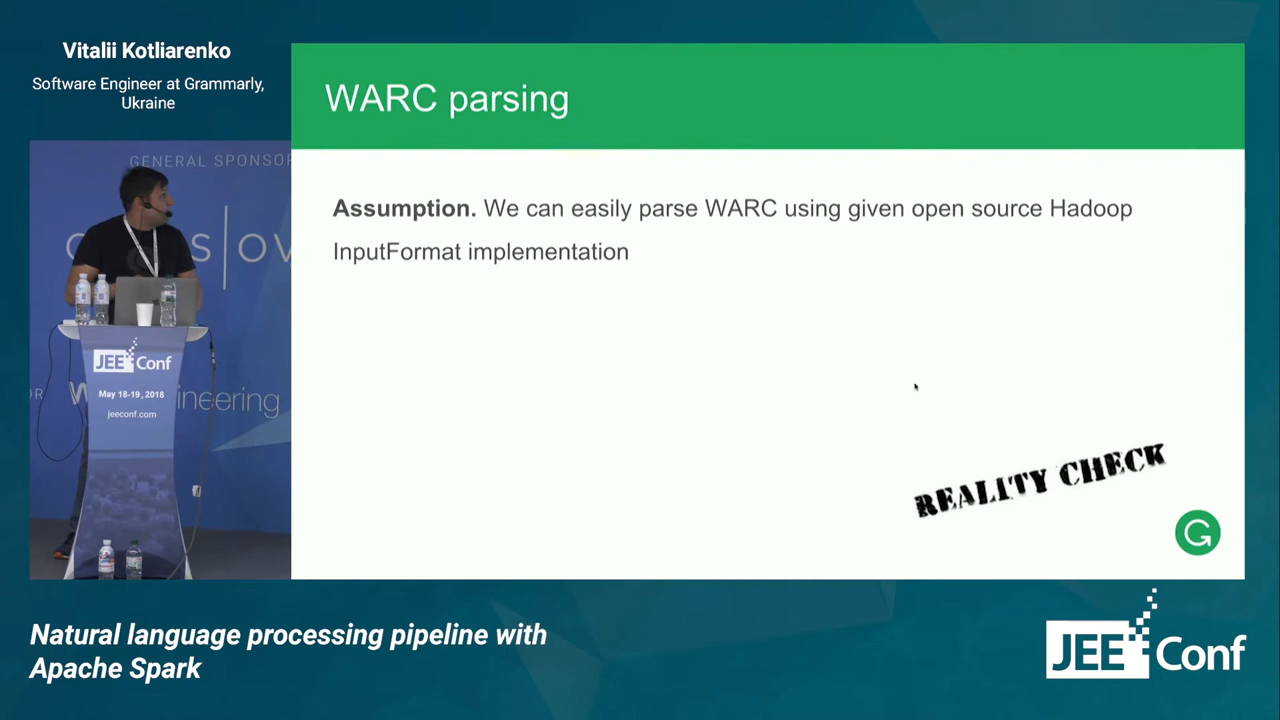 Vitalii Kotliarenko
Software Engineer at Grammarly,
Ukraine
WARC parsing
Assumption. We can easily parse WARC using given open source Hadoop
InputFormat implementation
REALITY CHECK
GENERAL SPONSOR
JEE Conf
May 18-19, 2018
jeeconf.com
Natural language processing pipeline with
Apache Spark
JEE Conf